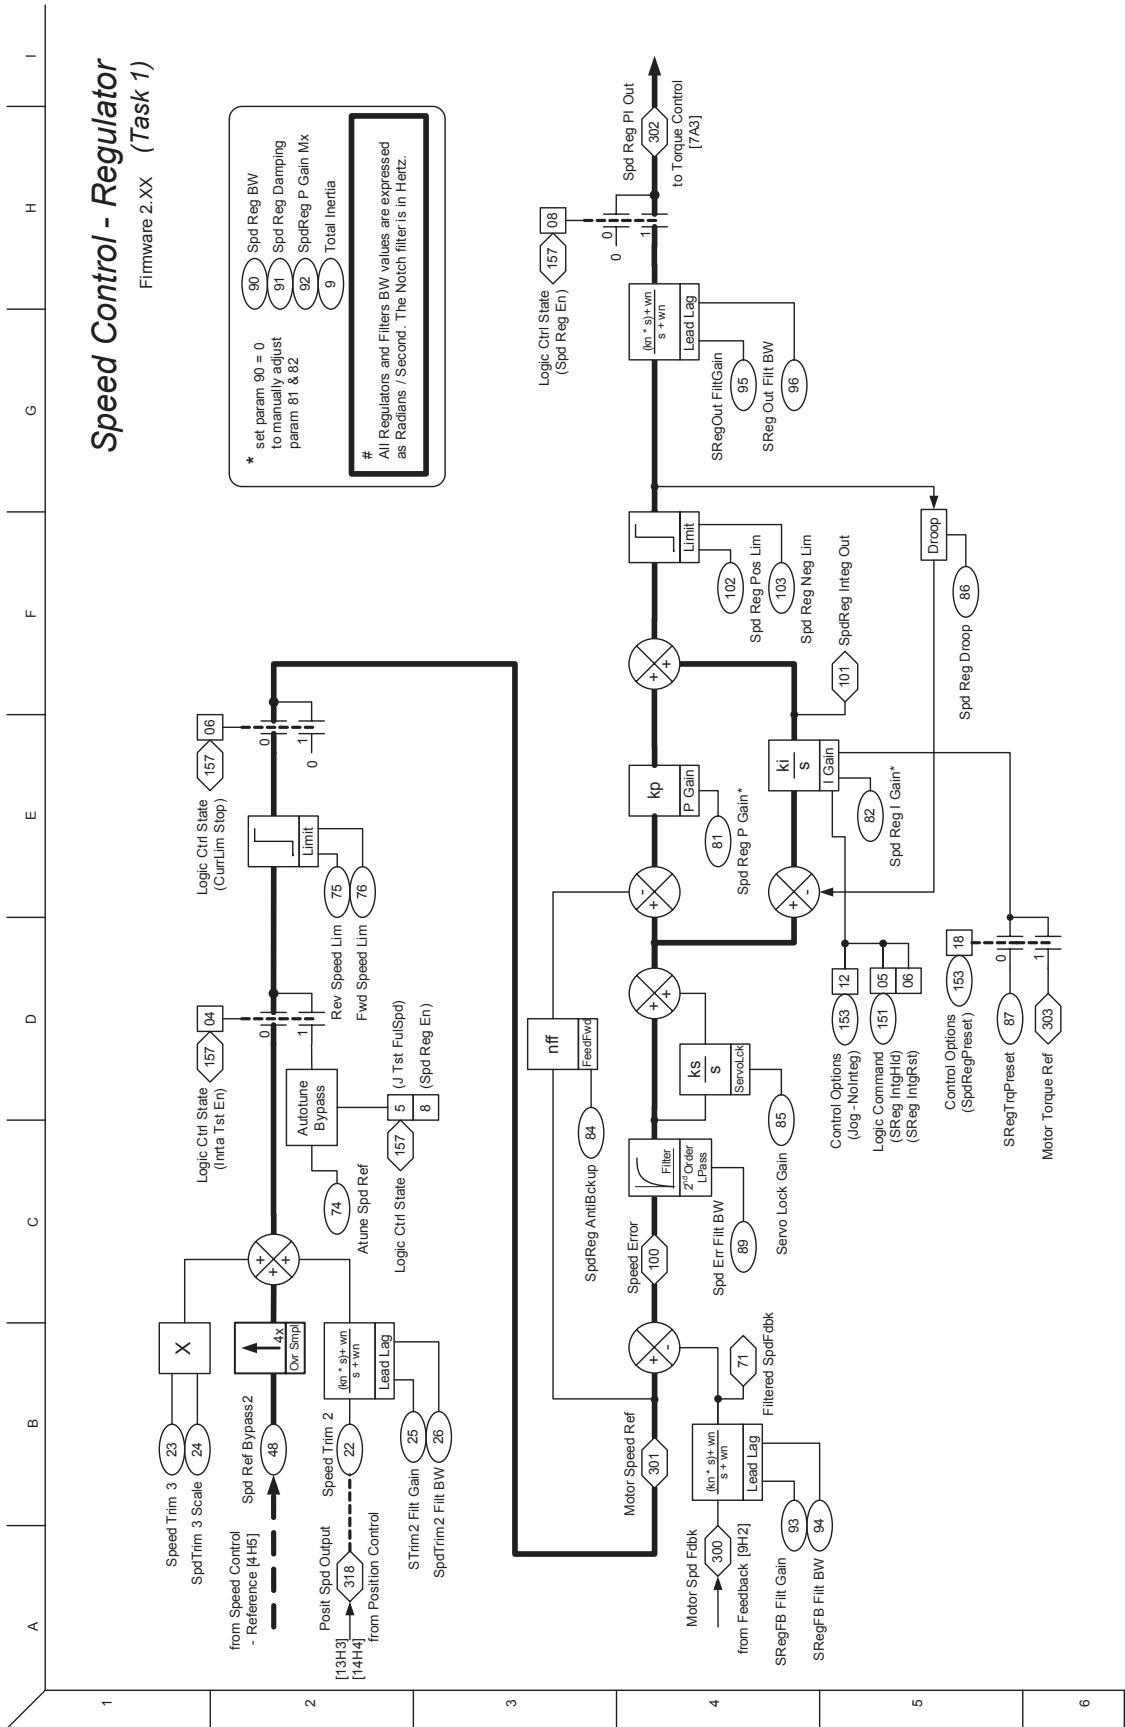 Speed Control - Regulator
Firmware 2.XX (Task 1)
A
B
C
D
E
F
G
H
I
1
2
3
4
5
6
* set param 90 = 0
to manually adjust
param 81 & 82
90 Spd Reg BW
91 Spd Reg Damping
92 SpdReg P Gain Mx
9 Total Inertia
#
All Regulators and Filters BW values are expressed
as Radians / Second. The Notch filter is in Hertz.
Speed Trim 3
23
SpdTrim 3 Scale
24
X
from Speed Control
- Reference [4H5]
Spd Ref Bypass2
48
4x
Ovr Smpl
Posit Spd Output
[13H3]
[14H4]
318
from Position Control
Speed Trim 2
22
(kn * s)+ wn
s + wn
Lead Lag
STrim2 Filt Gain
25
SpdTrim2 Filt BW
26
+
+
+
Logic Ctrl State
(Inrta Tst En)
157
04
0
1
Autotune
Bypass
74
Atune Spd Ref
Logic Ctrl State
157
5 (J Tst FulSpd)
8 (Spd Reg En)
Limit
Rev Speed Lim
75
Fwd Speed Lim
76
Logic Ctrl State
(CurrLim Stop)
157
06
0
1
0
Motor Speed Ref
301
Motor Spd Fdbk
300
from Feedback [9H2]
(kn * s)+ wn
s + wn
Lead Lag
SRegFB Filt Gain
93
SRegFB Filt BW
94
71
Filtered SpdFdbk
+
-
Speed Error
100
Filter
2nd Order
LPass
Spd Err Filt BW
89
nff
FeedFwd
84
SpdReg AntiBckup
ks
s
ServoLck
85
Servo Lock Gain
+
+
+
-
kp
P Gain
81
Spd Reg P Gain*
+
-
ki
s
I Gain
82
Spd Reg I Gain*
101
SpdReg Integ Out
+
+
Limit
102
Spd Reg Pos Lim
103
Spd Reg Neg Lim
Droop
86
Spd Reg Droop
153
12
Control Options
(Jog -NoInteg)
151
05
06
Logic Command
(SReg IntgHld)
(SReg IntgRst)
Control Options
(SpdRegPreset)
153
18
87
0
SRegTrqPreset
303
1
Motor Torque Ref
(kn * s)+ wn
s + wn
Lead Lag
SRegOut FiltGain
95
SReg Out Filt BW
96
Logic Ctrl State
(Spd Reg En)
157
08
0
0
1
Spd Reg PI Out
302
to Torque Control
[7A3]